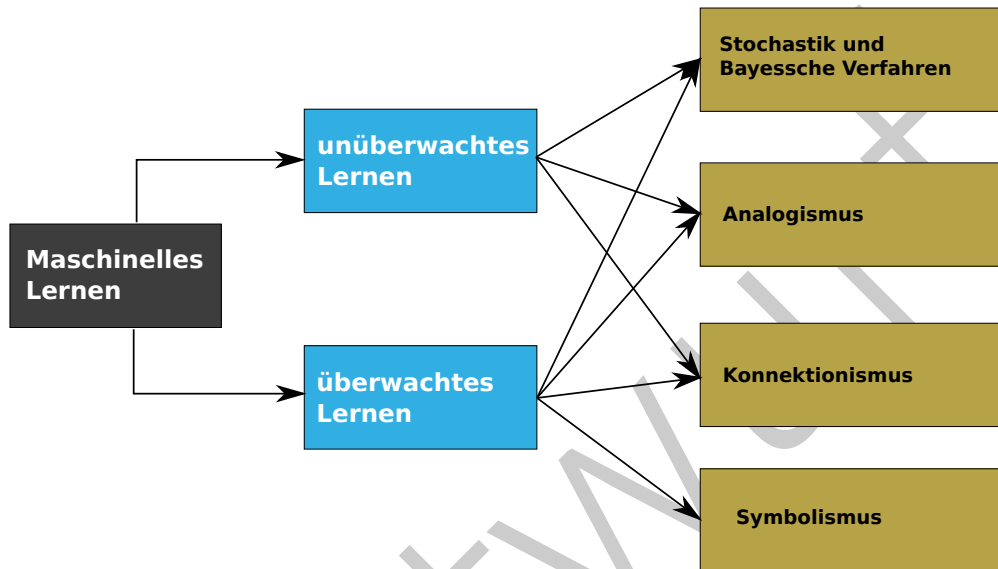 Stochastik und
Bayessche Verfahren
unüberwachtes
Lernen
Analogismus
Maschinelles
Lernen
überwachtes
Lernen
Konnektionismus
Symbolismus